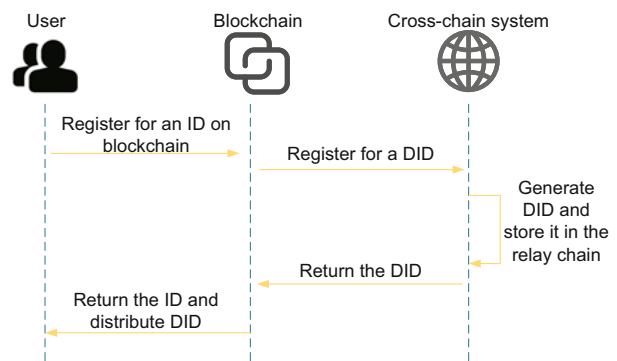 User
Blockchain
Cross-chain system
Register for an ID on
blockchain
Register for a DID
Generate
DID and
store it in the
relay chain
Return the DID
Return the ID and
distribute DID